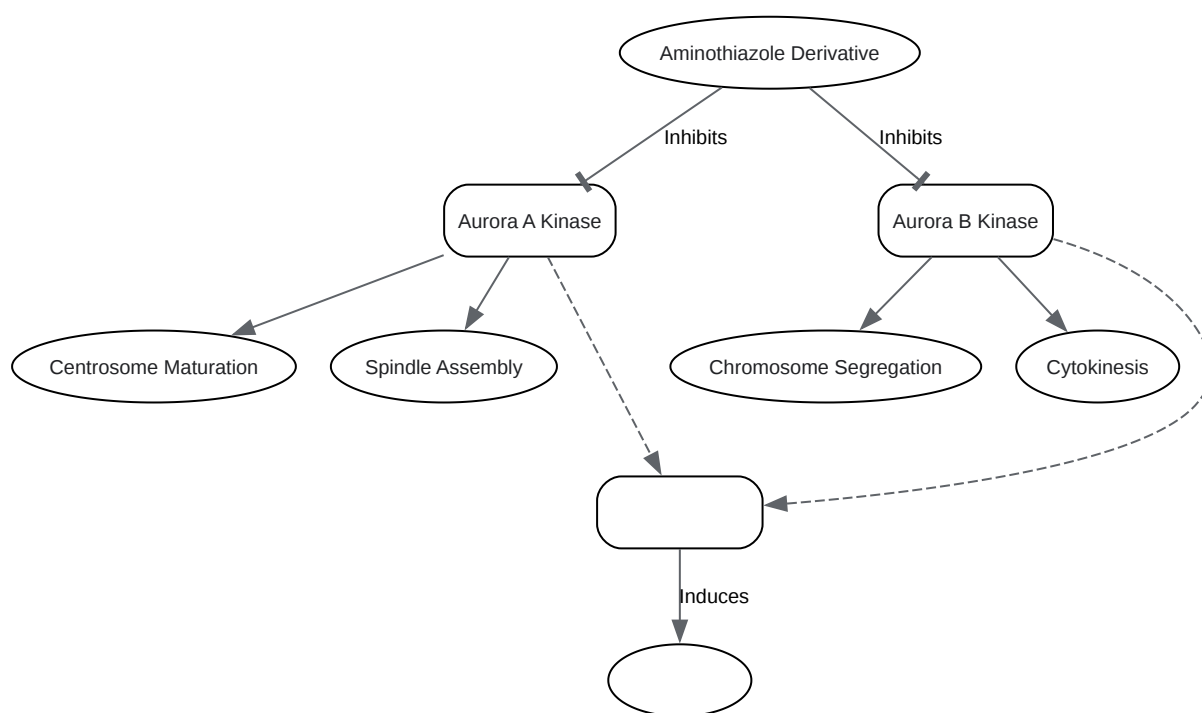 Aminothiazole Derivative
Inhibits
Inhibits
Aurora A Kinase
Aurora B Kinase
Centrosome Maturation
Spindle Assembly
Chromosome Segregation
Cytokinesis
Induces